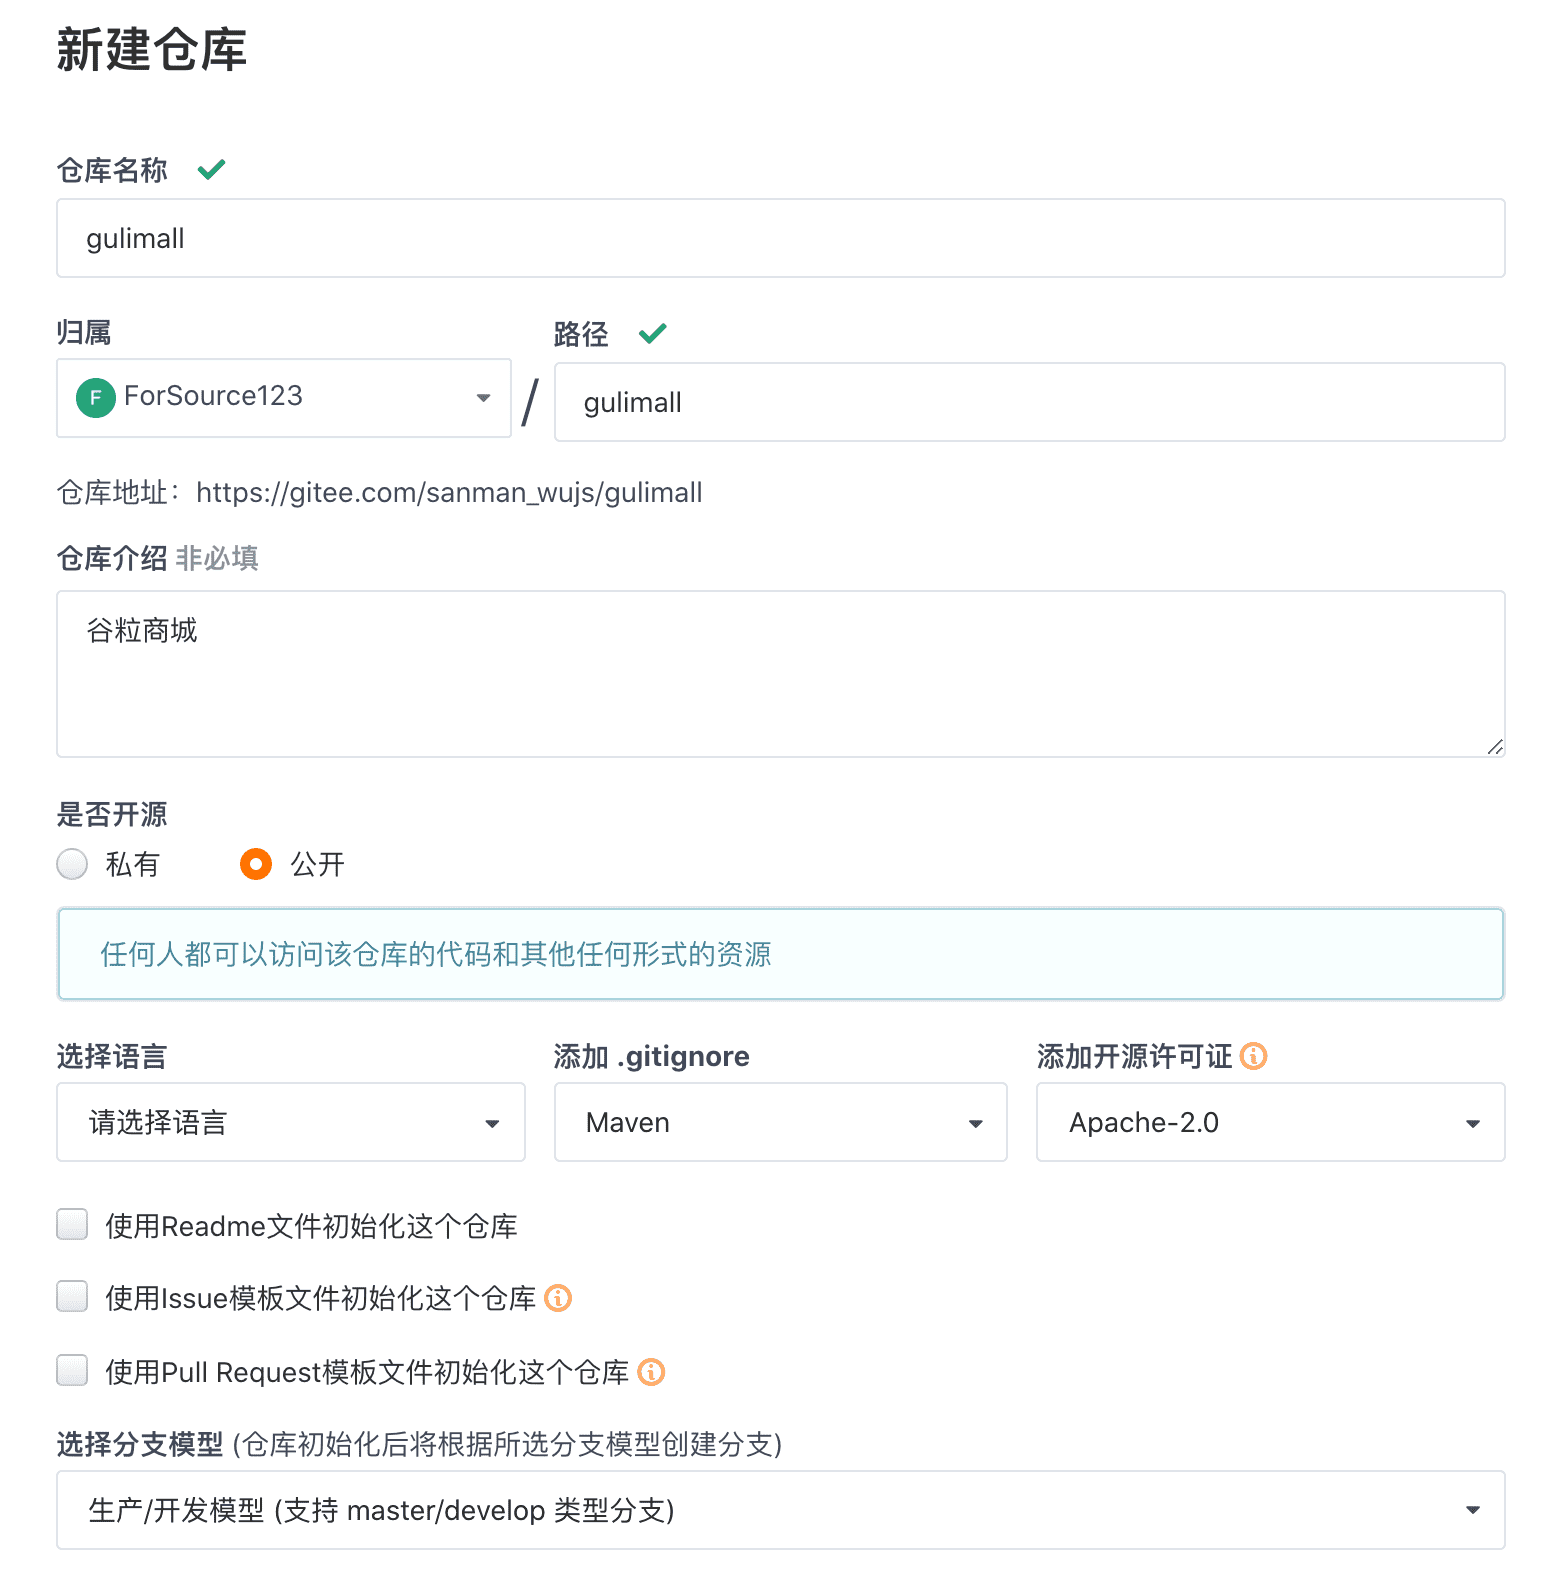 新建仓库
仓库名称
gulimall
归属
路径
F ForSource123 / gulimall
仓库地址：https://gitee.com/sanman_wujs/gulimall
仓库介绍 非必填
谷粒商城
是否开源
私有 公开
任何人都可以访问该仓库的代码和其他任何形式的资源
选择语言 添加 .gitignore 添加开源许可证
请选择语言 Maven Apache-2.0
使用Readme文件初始化这个仓库
使用Issue模板文件初始化这个仓库
使用Pull Request模板文件初始化这个仓库
选择分支模型 (仓库初始化后将根据所选分支模型创建分支)
生产/开发模型 (支持 master/develop 类型分支)